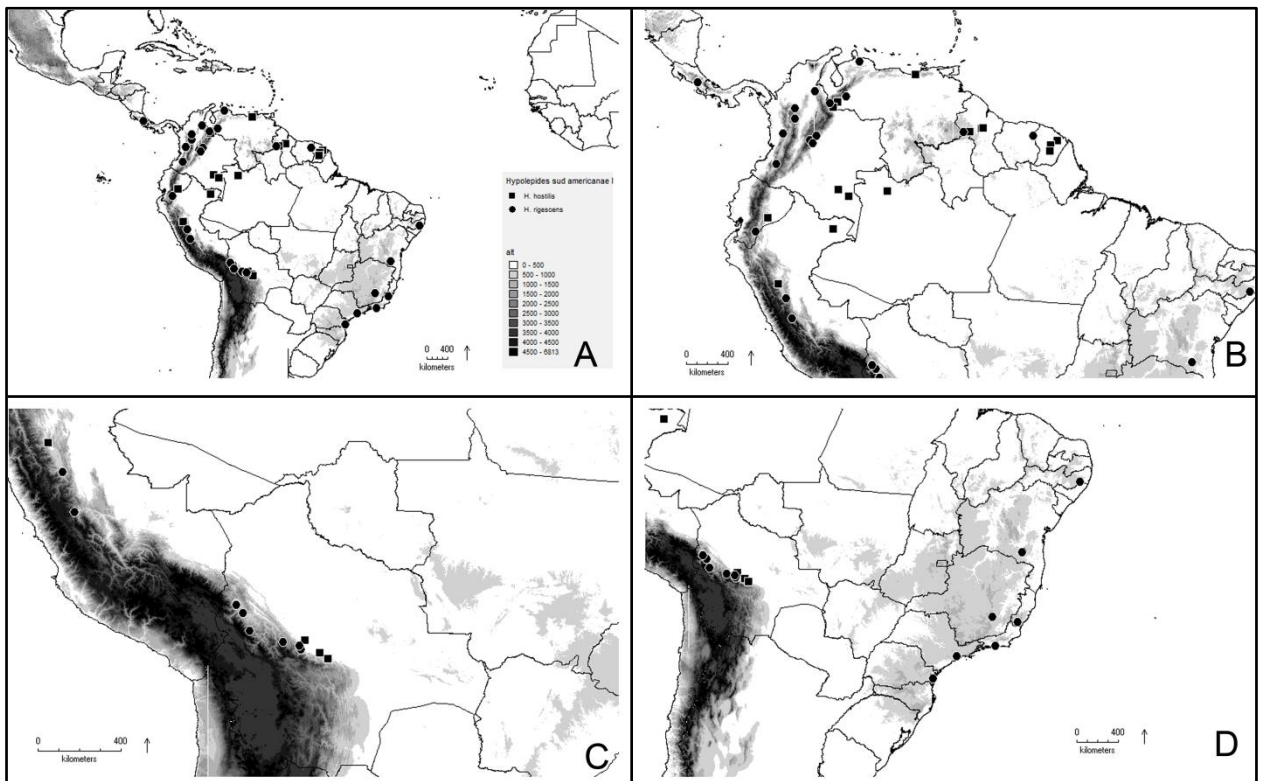 Hypolepides sud americanae l
H. hostilis
H. rigescens
alt
0 - 500
500 - 1000
1000 - 1500
1500 - 2000
2000 - 2500
2500 - 3000
3000 - 3500
3500 - 4000
4000 - 4500
4500 - 6813
0 400
kilometers
A
0 400
kilometers
B
0 400
kilometers
C
0 400
kilometers
D